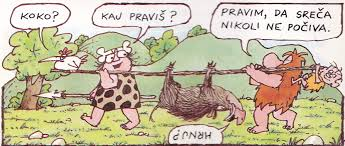 KOKO?
KAJ PRAVIŠ?
PRAVIM, DA SREČA
NIKOLI NE POČIVA.
HRNJ?